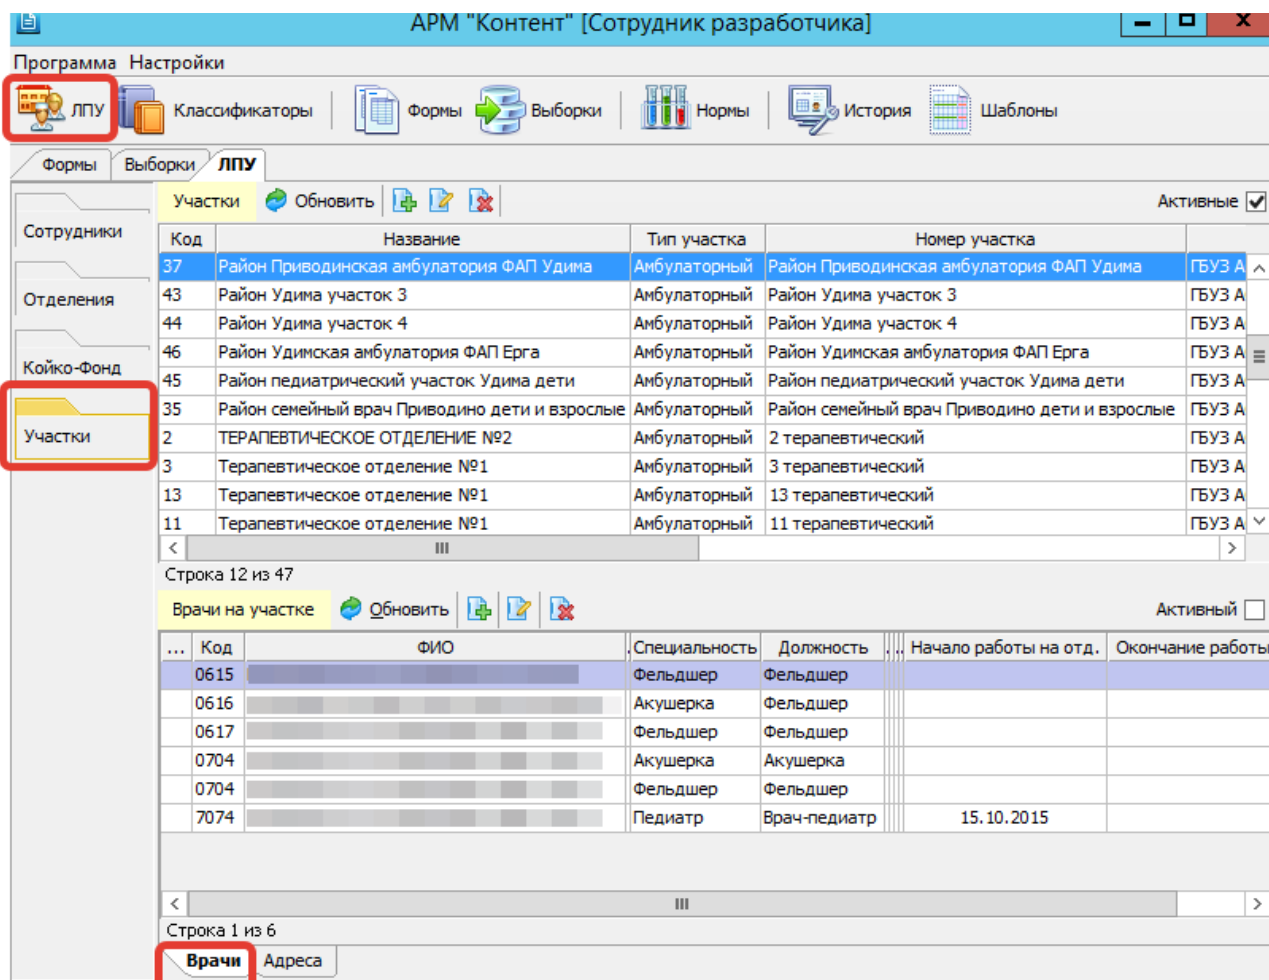 АРМ "Контент" [Сотрудник разработчика]
Программа Настройки
ЛПУ Классификаторы Формы Выборки Нормы История Шаблоны
Формы Выборки ЛПУ
Сотрудники
Отделения
Койко-Фонд
Участки
Участки Обновить Активные
Код Название Тип участка Номер участка
37 Район Приводинская амбулатория ФАП Удима Амбулаторный Район Приводинская амбулатория ФАП Удима ГБУЗ А
43 Район Удима участок 3 Амбулаторный Район Удима участок 3 ГБУЗ А
44 Район Удима участок 4 Амбулаторный Район Удима участок 4 ГБУЗ А
46 Район Удимская амбулатория ФАП Ерга Амбулаторный Район Удимская амбулатория ФАП Ерга ГБУЗ А
45 Район педиатрический участок Удима дети Амбулаторный Район педиатрический участок Удима дети ГБУЗ А
35 Район семейный врач Приводино дети и взрослые Амбулаторный Район семейный врач Приводино дети и взрослые ГБУЗ А
2 ТЕРАПЕВТИЧЕСКОЕ ОТДЕЛЕНИЕ №2 Амбулаторный 2 терапевтический ГБУЗ А
3 Терапевтическое отделение №1 Амбулаторный 3 терапевтический ГБУЗ А
13 Терапевтическое отделение №1 Амбулаторный 13 терапевтический ГБУЗ А
11 Терапевтическое отделение №1 Амбулаторный 11 терапевтический ГБУЗ А
Строка 12 из 47
Врачи на участке Обновить Активный
... Код ФИО Специальность Должность Начало работы на отд. Окончание работы
0615 Фельдшер Фельдшер
0616 Акушерка Фельдшер
0617 Фельдшер Фельдшер
0704 Акушерка Акушерка
0704 Фельдшер Фельдшер
7074 Педиатр Врач-педиатр 15.10.2015
Строка 1 из 6
Врачи Адреса